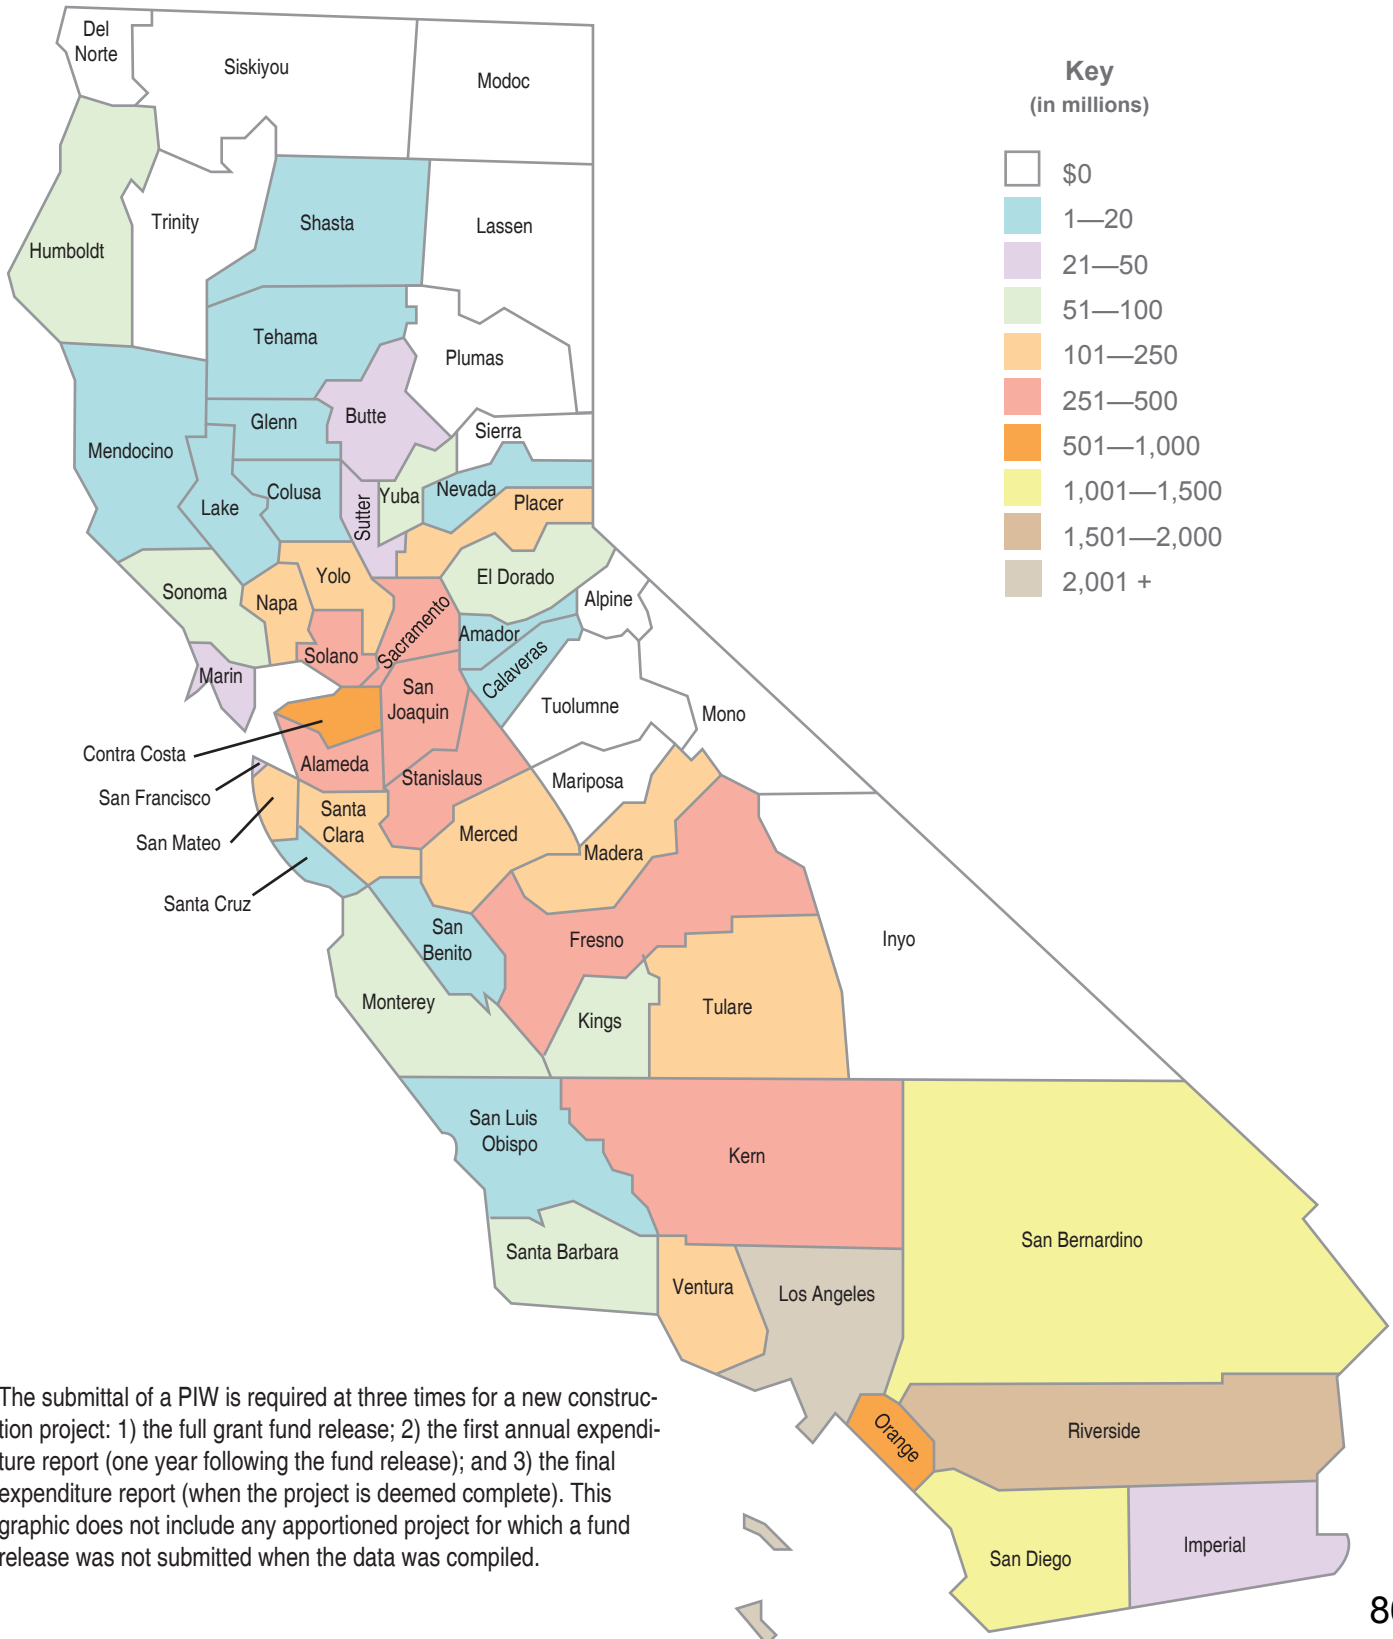 Del
Norte
Siskiyou
Modoc
Key
(in millions)
$0
1—20
21—50
51—100
101—250
251—500
501—1,000
1,001—1,500
1,501—2,000
2,001 +
Humboldt
Trinity
Shasta
Lassen
Tehama
Plumas
Mendocino
Glenn
Butte
Sierra
Lake
Colusa
Sutter
Yuba
Nevada
Placer
Sonoma
Napa
Yolo
Sacramento
El Dorado
Alpine
Marin
Solano
Amador
Calaveras
San
Joaquin
Tuolumne
Mono
Contra Costa
Alameda
Stanislaus
Mariposa
San Francisco
San Mateo
Santa
Clara
Merced
Madera
Santa Cruz
San
Benito
Fresno
Inyo
Monterey
Kings
Tulare
San Luis
Obispo
Kern
San Bernardino
Santa Barbara
Ventura
Los Angeles
Orange
Riverside
San Diego
Imperial
The submittal of a PIW is required at three times for a new construc-
tion project: 1) the full grant fund release; 2) the first annual expendi-
ture report (one year following the fund release); and 3) the final
expenditure report (when the project is deemed complete). This
graphic does not include any apportioned project for which a fund
release was not submitted when the data was compiled.